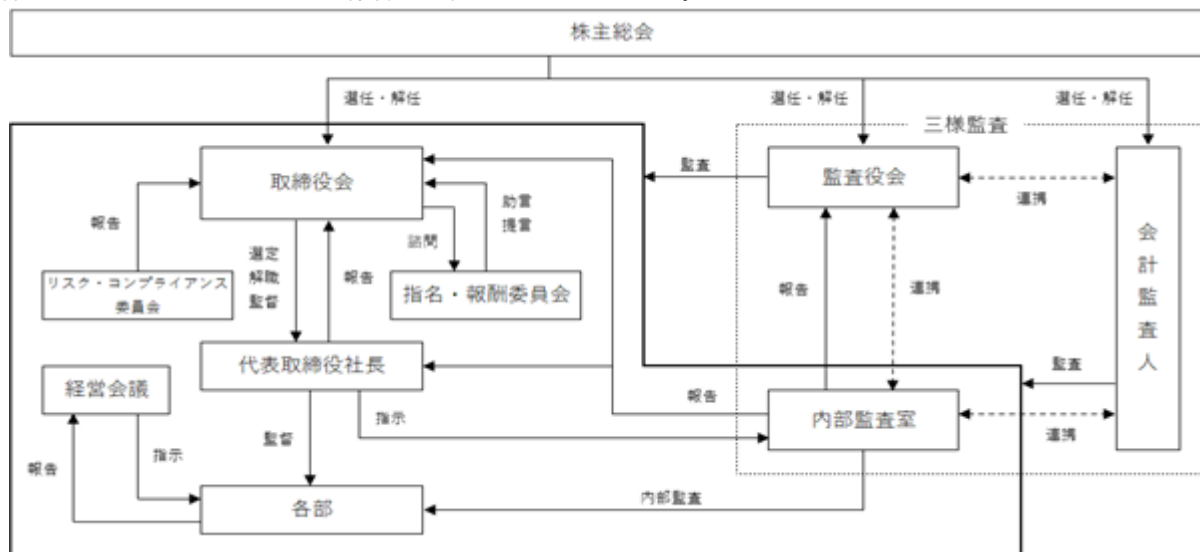 株主総会
選任・解任
選任・解任
選任・解任
三様監査
取締役会
監査
監査役会
連携
会計監査人
報告
助言
提言
諮問
選定
解職
監督
報告
リスク・コンプライアンス
委員会
指名・報酬委員会
報告
連携
代表取締役社長
経営会議
監査
報告
内部監査室
指示
監督
連携
指示
報告
各部
内部監査